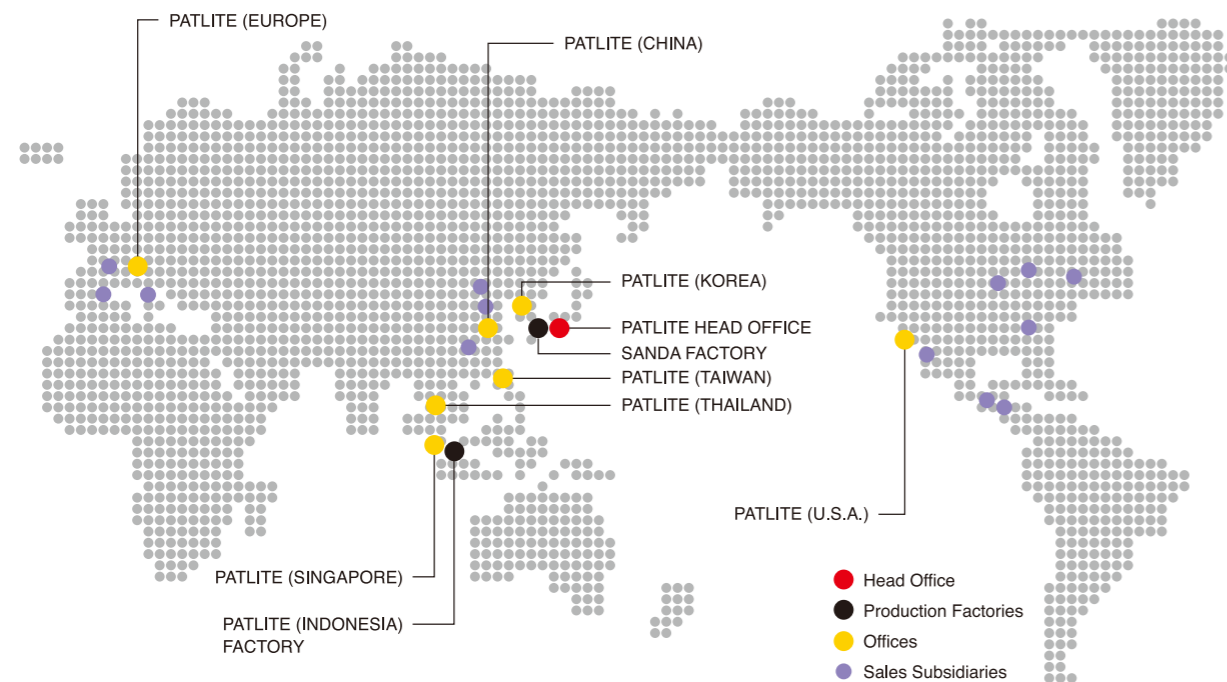 PATLITE (EUROPE)
PATLITE (CHINA)
PATLITE (KOREA)
PATLITE HEAD OFFICE
SANDA FACTORY
PATLITE (TAIWAN)
PATLITE (THAILAND)
PATLITE (U.S.A.)
PATLITE (SINGAPORE)
PATLITE (INDONESIA)
FACTORY
Head Office
Production Factories
Offices
Sales Subsidiaries